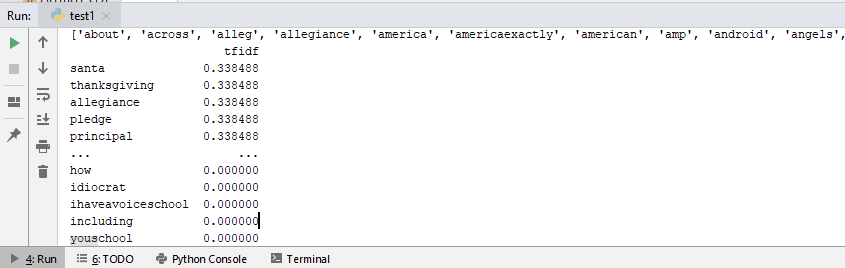 Run: test1 ×
['about', 'across', 'alleg', 'allegiance', 'america', 'americaexactly', 'american', 'amp', 'android', 'angels',
tfidf
santa 0.338488
thanksgiving 0.338488
allegiance 0.338488
pledge 0.338488
principal 0.338488
... ...
how 0.000000
idiocrat 0.000000
ihaveavoiceschool 0.000000
including 0.000000
youschool 0.000000
4: Run 6: TODO Python Console Terminal